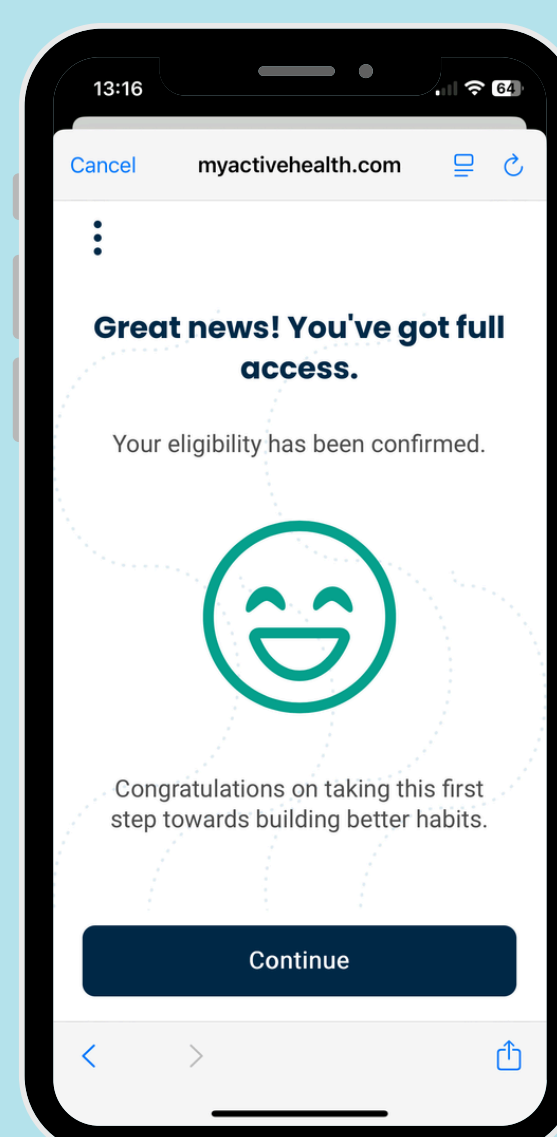 13:16
64
Cancel
myactivehealth.com
Great news! You've got full
access.
Your eligibility has been confirmed.
Congratulations on taking this first
step towards building better habits.
Continue